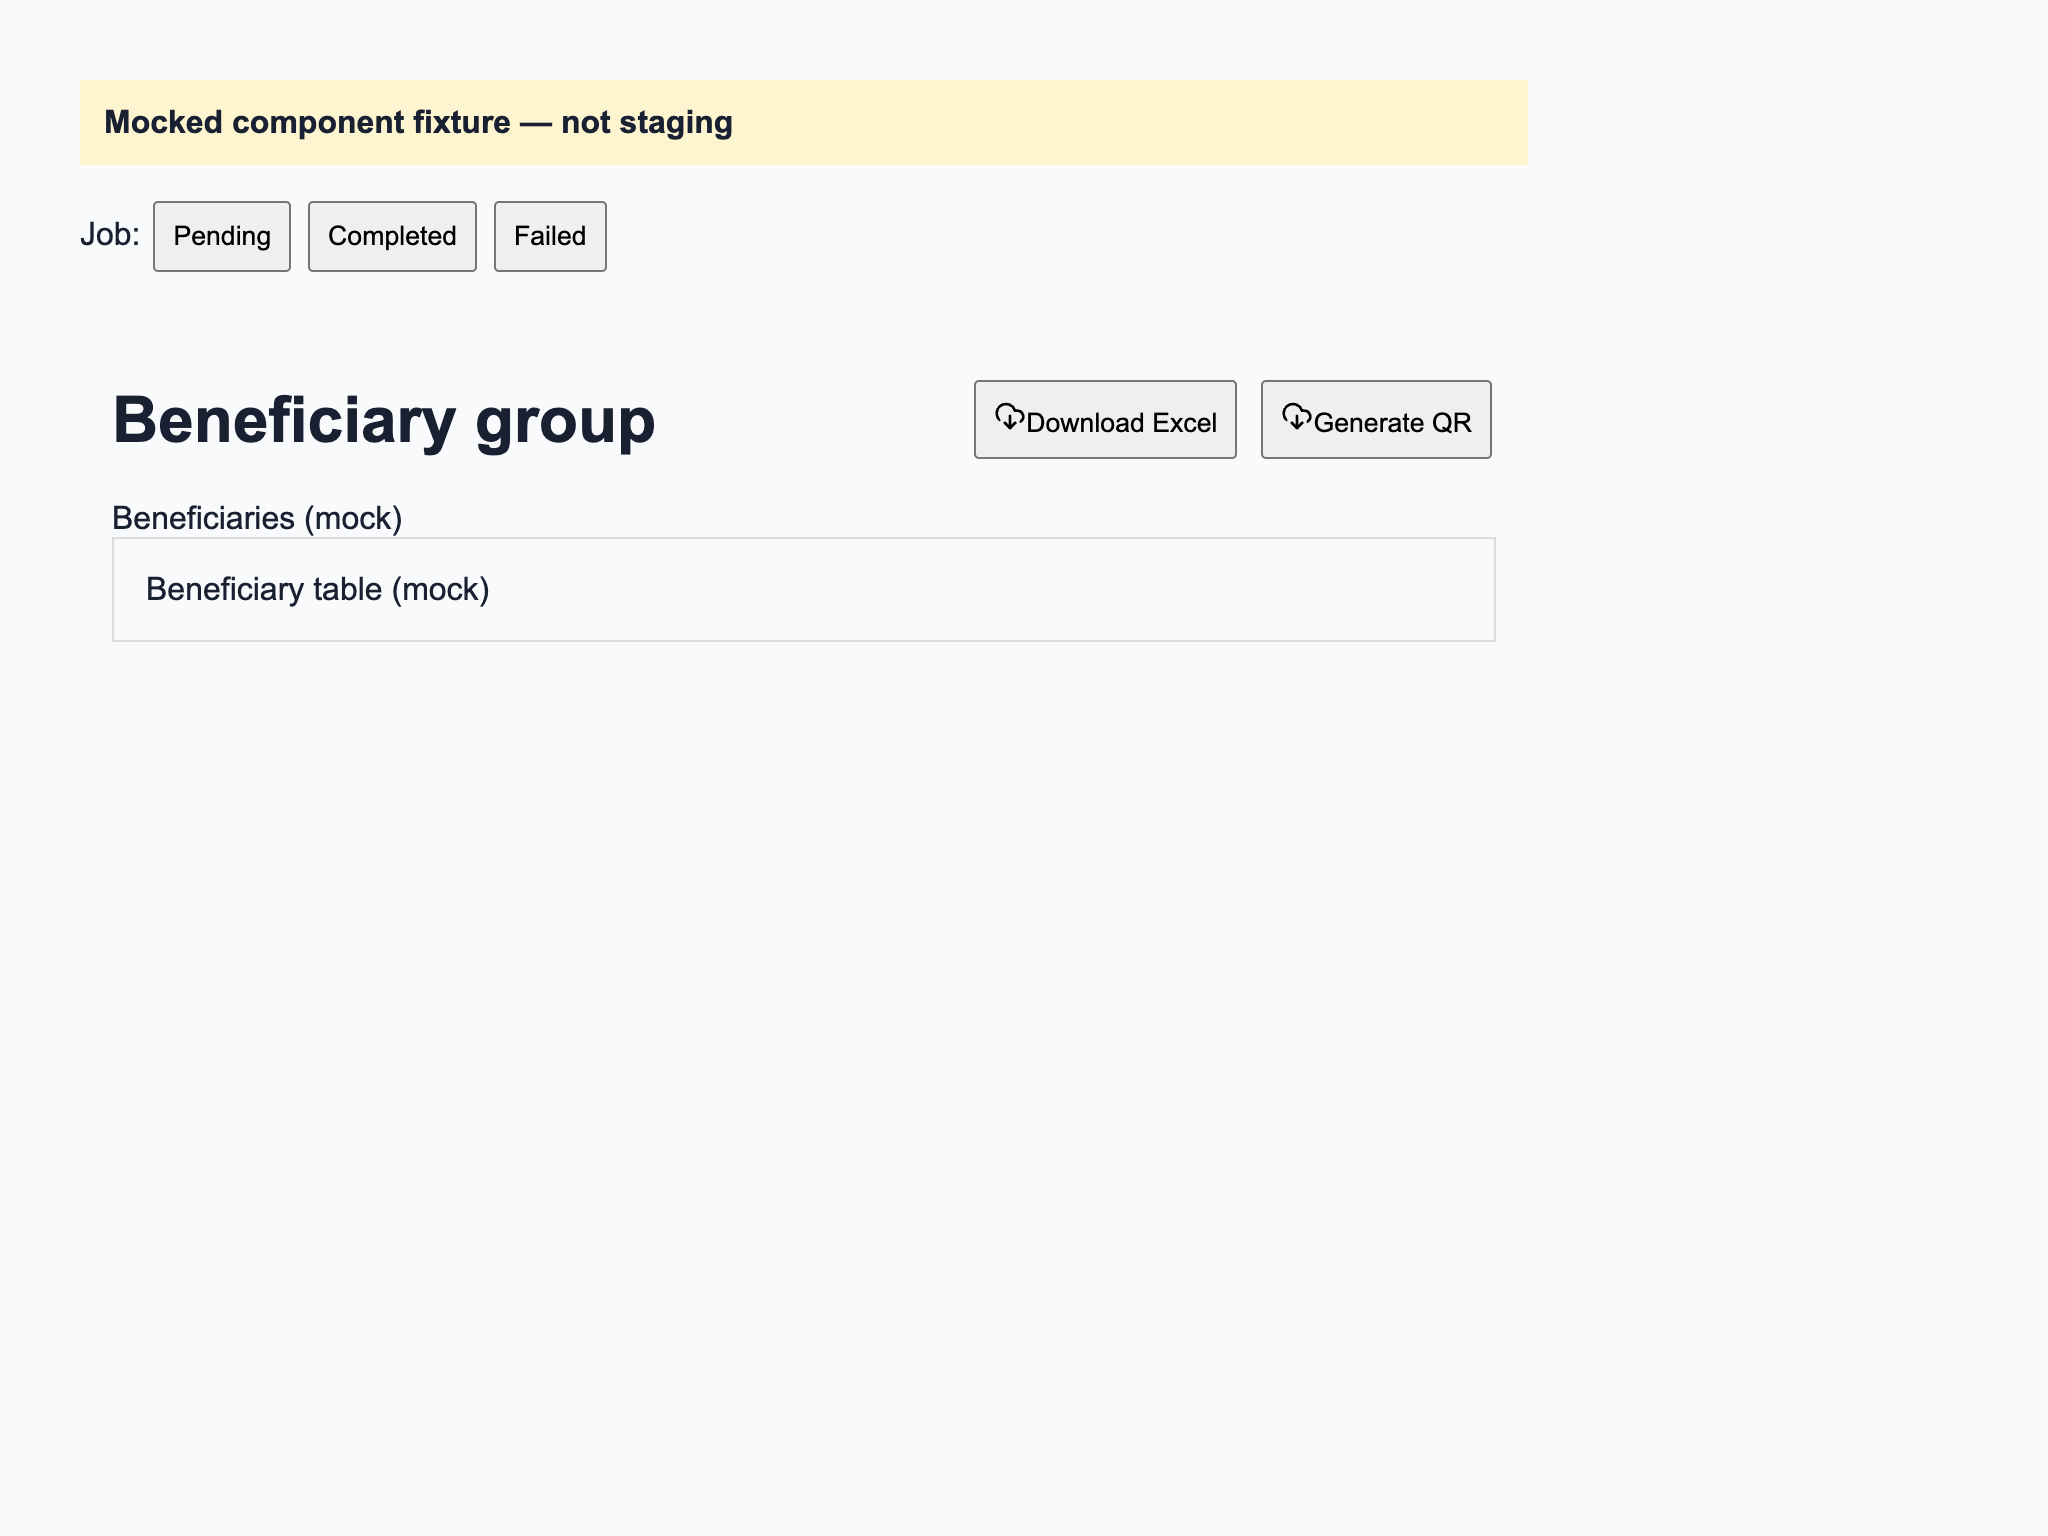 Mocked component fixture — not staging
Job: Pending Completed Failed
Beneficiary group Download Excel Generate QR
Beneficiaries (mock)
Beneficiary table (mock)